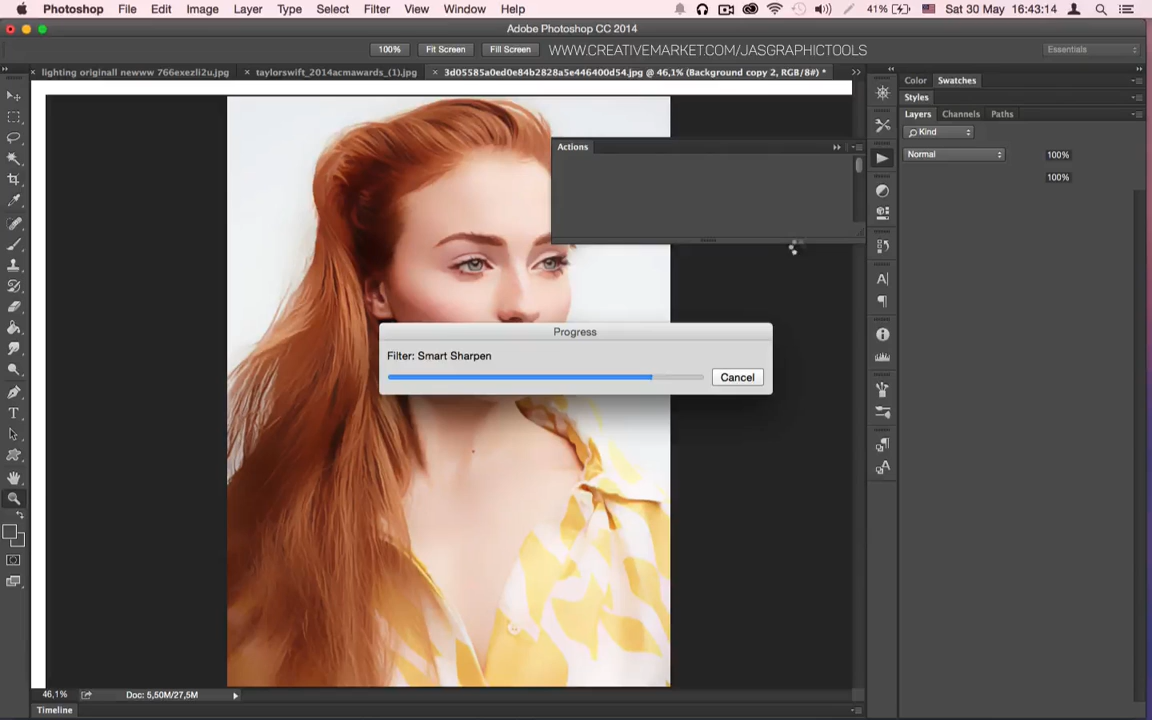 Photoshop File Edit Image Layer Type Select Filter View Window Help 41% Sat 30 May 16:43:14
Adobe Photoshop CC 2014
100% Fit Screen Fill Screen WWW.CREATIVEMARKET.COM/JASGRAPHICTOOLS Essentials
lighting originall newww 766exezli2u.jpg taylorswift_2014acmawards_(1).jpg 3d05585a0ed0e84b2828a5e446400d54.jpg @ 46,1% (Background copy 2, RGB/8#) *
Color Swatches
Styles
Layers Channels Paths
Kind
Normal 100%
100%
Actions
Progress
Filter: Smart Sharpen
Cancel
46,1% Doc: 5,50M/27,5M
Timeline